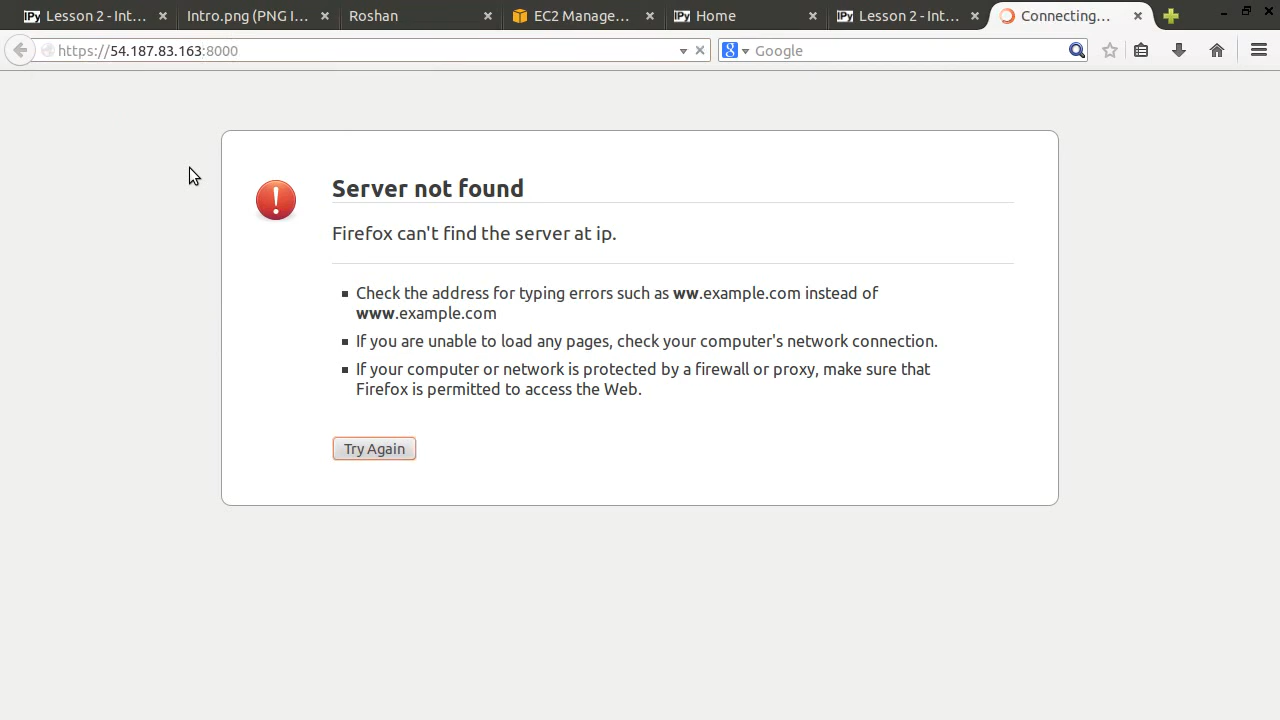 Lesson 2 - Int... Intro.png (PNG I... Roshan EC2 Manage... Home Lesson 2 - Int... Connecting...
https://54.187.83.163:8000 Google
Server not found
Firefox can't find the server at ip.
Check the address for typing errors such as ww.example.com instead of
www.example.com
If you are unable to load any pages, check your computer's network connection.
If your computer or network is protected by a firewall or proxy, make sure that
Firefox is permitted to access the Web.
Try Again